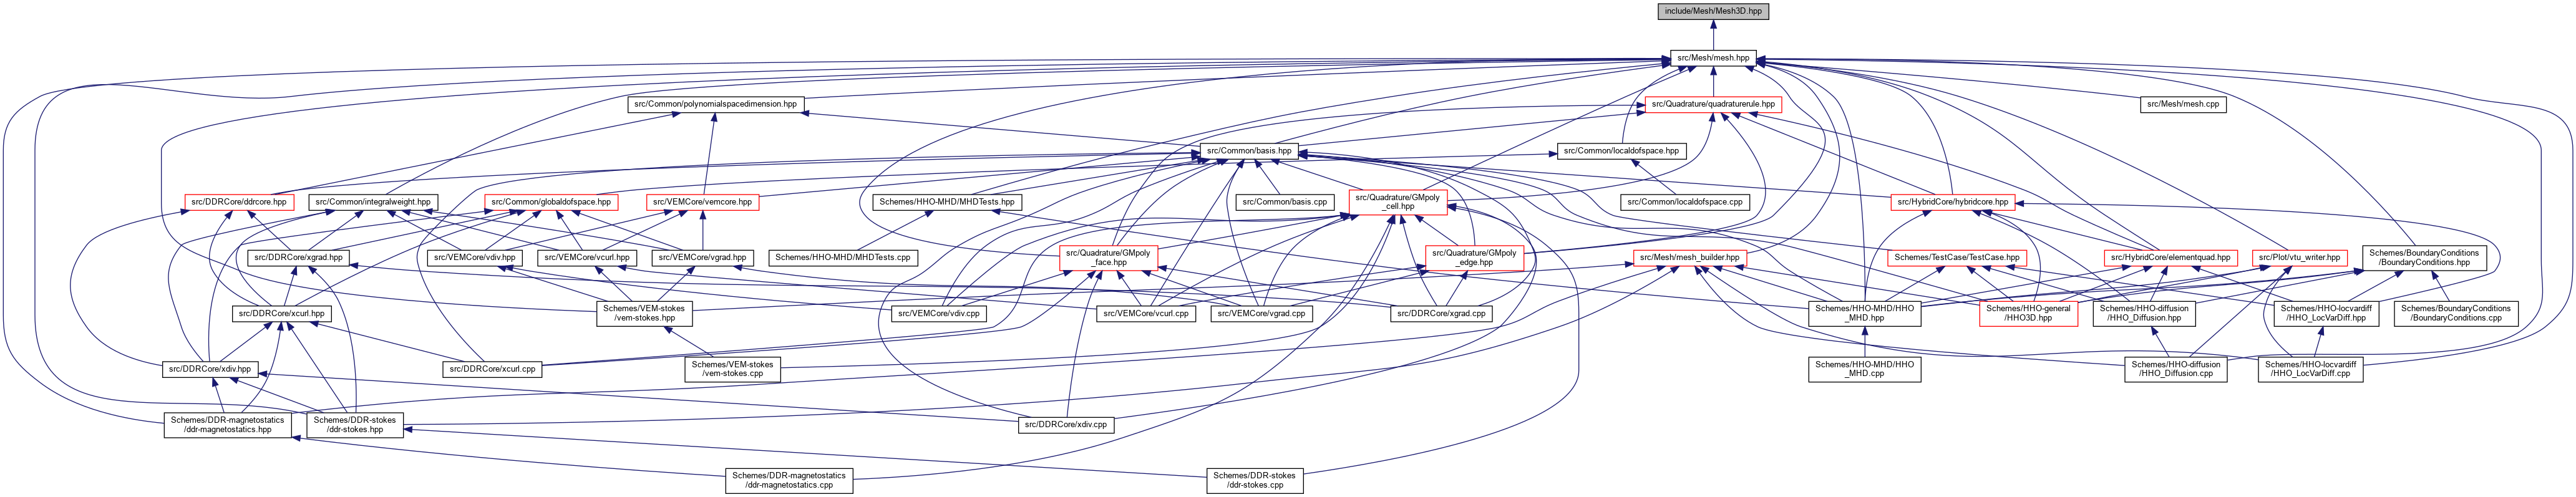 include/Mesh/Mesh3D.hpp
src/Mesh/mesh.hpp
src/Common/polynomialspacedimension.hpp
src/Quadrature/quadraturerule.hpp
src/Mesh/mesh.cpp
src/Common/basis.hpp
src/Common/localdofspace.hpp
src/DDRCore/ddrcore.hpp
src/Common/integralweight.hpp
src/Common/globaldofspace.hpp
src/VEMCore/vemcore.hpp
Schemes/HHO-MHD/MHDTests.hpp
src/Common/basis.cpp
src/Quadrature/GMpoly
_cell.hpp
src/Common/localdofspace.cpp
src/HybridCore/hybridcore.hpp
src/DDRCore/xgrad.hpp
src/VEMCore/vdiv.hpp
src/VEMCore/vcurl.hpp
src/VEMCore/vgrad.hpp
Schemes/HHO-MHD/MHDTests.cpp
src/Quadrature/GMpoly
_face.hpp
src/Quadrature/GMpoly
_edge.hpp
src/Mesh/mesh_builder.hpp
Schemes/TestCase/TestCase.hpp
src/HybridCore/elementquad.hpp
src/Plot/vtu_writer.hpp
Schemes/BoundaryConditions
/BoundaryConditions.hpp
src/DDRCore/xcurl.hpp
Schemes/VEM-stokes
/vem-stokes.hpp
src/VEMCore/vdiv.cpp
src/VEMCore/vcurl.cpp
src/VEMCore/vgrad.cpp
src/DDRCore/xgrad.cpp
Schemes/HHO-MHD/HHO
_MHD.hpp
Schemes/HHO-general
/HHO3D.hpp
Schemes/HHO-diffusion
/HHO_Diffusion.hpp
Schemes/HHO-locvardiff
/HHO_LocVarDiff.hpp
Schemes/BoundaryConditions
/BoundaryConditions.cpp
src/DDRCore/xdiv.hpp
src/DDRCore/xcurl.cpp
Schemes/VEM-stokes
/vem-stokes.cpp
Schemes/HHO-MHD/HHO
_MHD.cpp
Schemes/HHO-diffusion
/HHO_Diffusion.cpp
Schemes/HHO-locvardiff
/HHO_LocVarDiff.cpp
Schemes/DDR-magnetostatics
/ddr-magnetostatics.hpp
Schemes/DDR-stokes
/ddr-stokes.hpp
src/DDRCore/xdiv.cpp
Schemes/DDR-magnetostatics
/ddr-magnetostatics.cpp
Schemes/DDR-stokes
/ddr-stokes.cpp